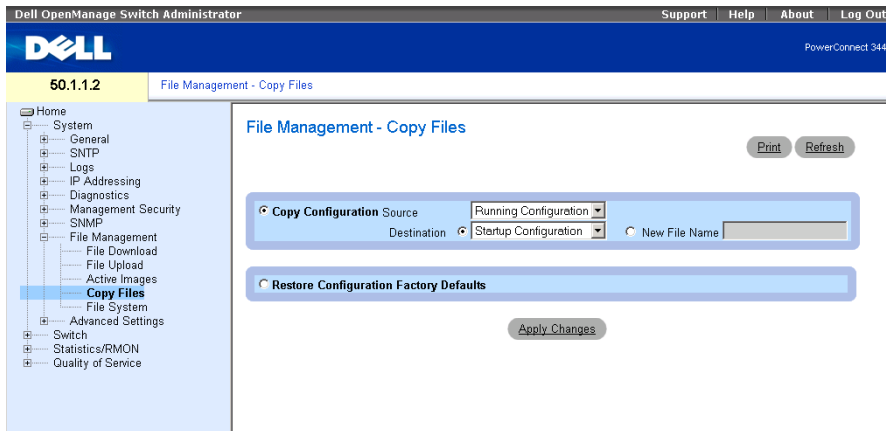 Dell OpenManage Switch Administrator
Support Help About Log Out
DELL
PowerConnect 344
50.1.1.2
File Management - Copy Files
Home
System
General
SNTP
Logs
IP Addressing
Diagnostics
Management Security
SNMP
File Management
File Download
File Upload
Active Images
Copy Files
File System
Advanced Settings
Switch
Statistics/RMON
Quality of Service
File Management - Copy Files
Print Refresh
Copy Configuration Source Running Configuration
Destination Startup Configuration New File Name
Restore Configuration Factory Defaults
Apply Changes